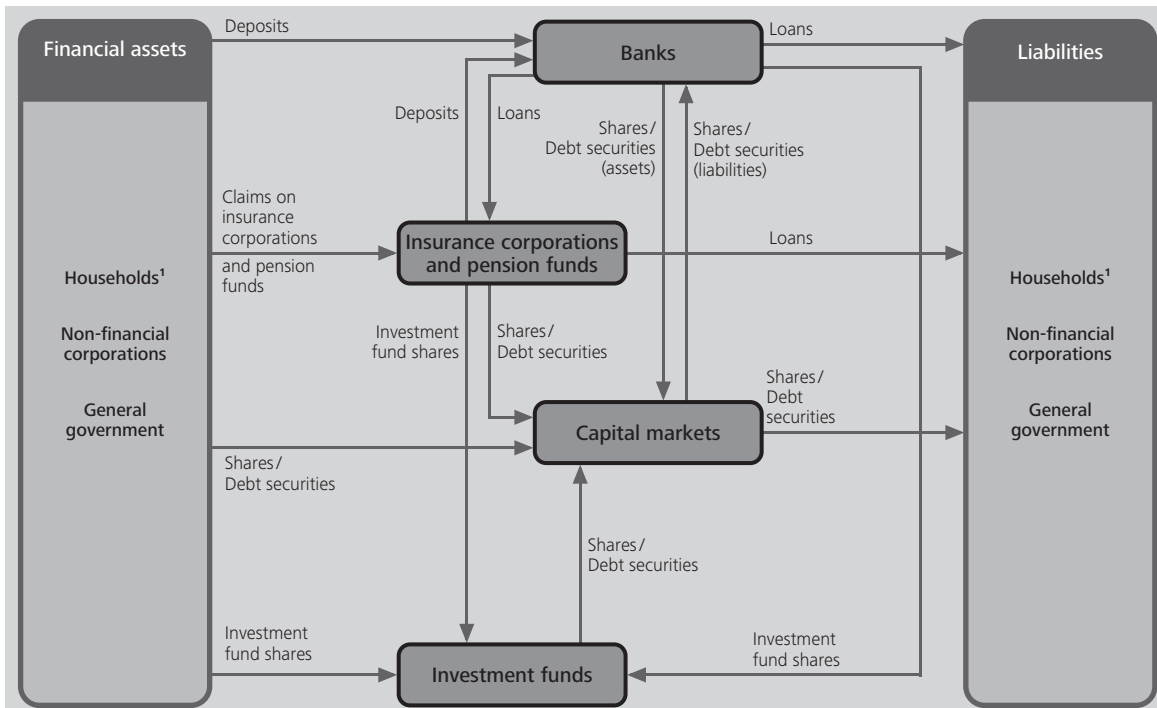 Financial assets
Deposits
Banks
Loans
Liabilities
Deposits
Loans
Shares/
Debt securities
(assets)
Shares/
Debt securities
(liabilities)
Claims on
insurance
corporations
and pension
funds
Insurance corporations
and pension funds
Loans
Households¹
Non-financial
corporations
General
government
Investment
fund shares
Shares/
Debt securities
Households¹
Non-financial
corporations
General
government
Capital markets
Shares/
Debt
securities
Shares/
Debt securities
Shares/
Debt securities
Investment
fund shares
Investment funds
Investment
fund shares